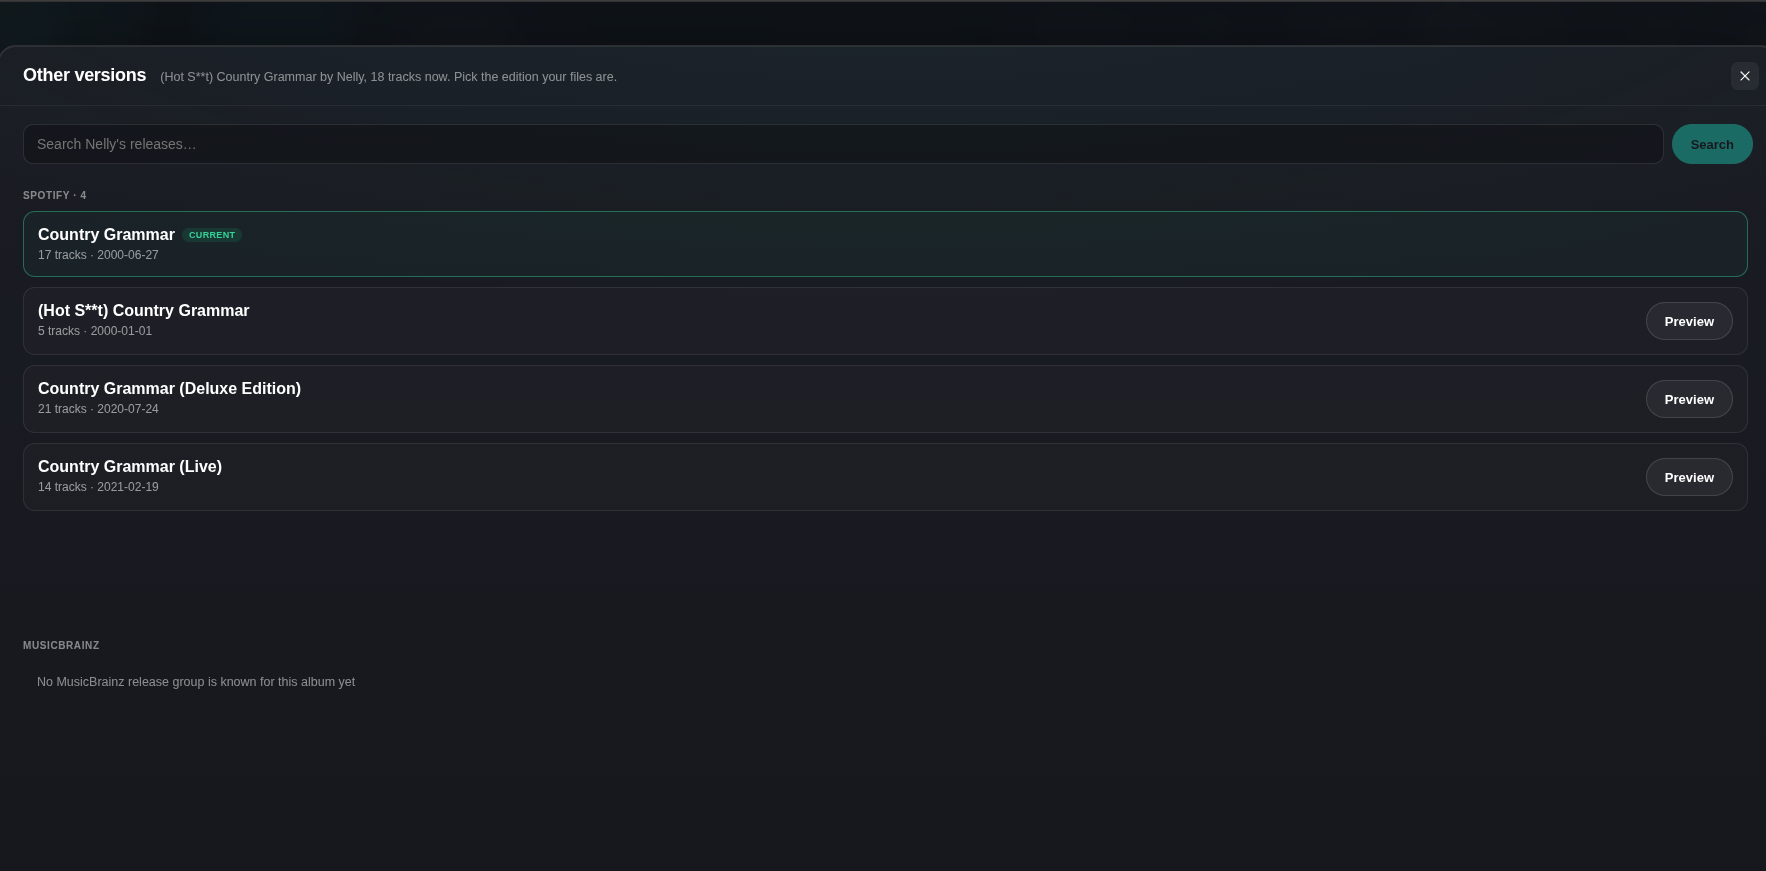 Other versions (Hot S**t) Country Grammar by Nelly, 18 tracks now. Pick the edition your files are.
Search Nelly's releases… Search
SPOTIFY · 4
Country Grammar CURRENT
17 tracks · 2000-06-27
(Hot S**t) Country Grammar
5 tracks · 2000-01-01
Preview
Country Grammar (Deluxe Edition)
21 tracks · 2020-07-24
Preview
Country Grammar (Live)
14 tracks · 2021-02-19
Preview
MUSICBRAINZ
No MusicBrainz release group is known for this album yet